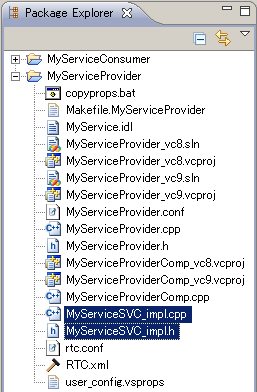 Package Explorer
MyServiceConsumer
MyServiceProvider
copyprops.bat
Makefile.MyServiceProvider
MyService.idl
MyServiceProvider_vc8.sln
MyServiceProvider_vc8.vcproj
MyServiceProvider_vc9.sln
MyServiceProvider_vc9.vcproj
MyServiceProvider.conf
MyServiceProvider.cpp
MyServiceProvider.h
MyServiceProviderComp_vc8.vcproj
MyServiceProviderComp_vc9.vcproj
MyServiceProviderComp.cpp
MyServiceSVC_impl.cpp
MyServiceSVC_impl.h
rtc.conf
RTC.xml
user_config.vsprops